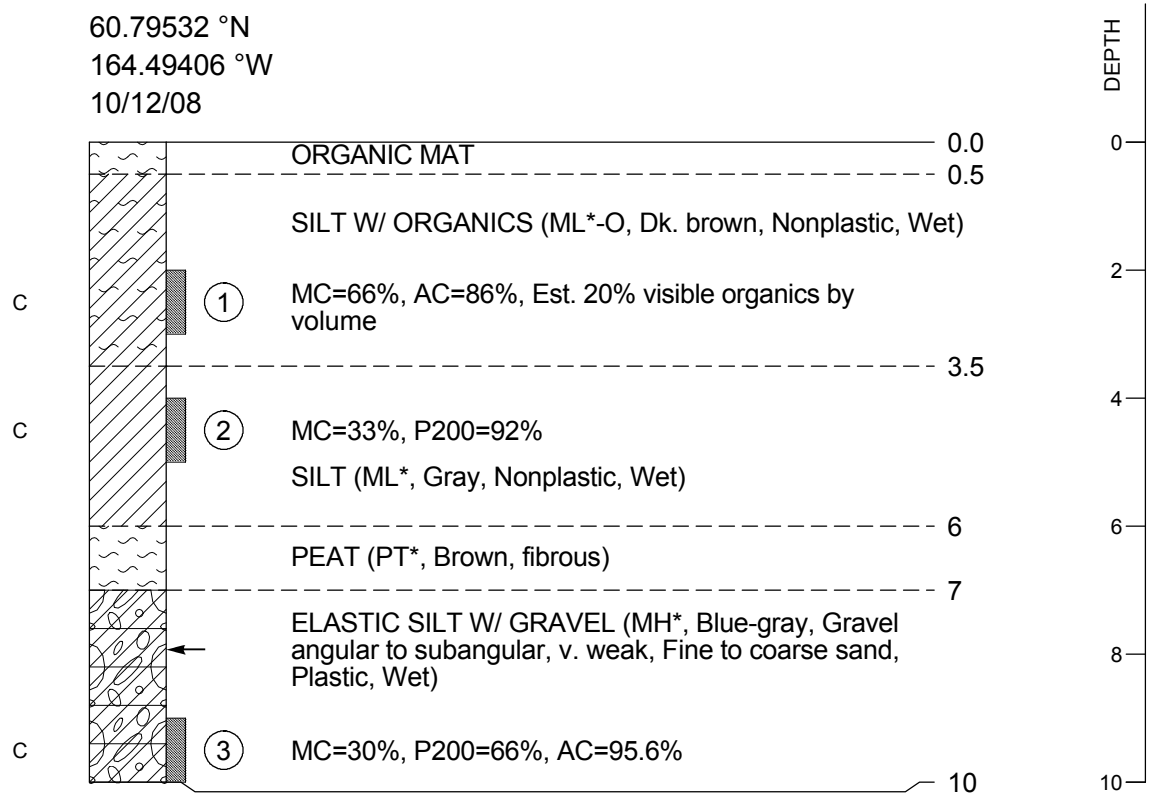 60.79532 °N
164.49406 °W
10/12/08
DEPTH
ORGANIC MAT
0.0
0
0.5
SILT W/ ORGANICS (ML*-O, Dk. brown, Nonplastic, Wet)
2
C
1
MC=66%, AC=86%, Est. 20% visible organics by
volume
3.5
4
C
2
MC=33%, P200=92%
SILT (ML*, Gray, Nonplastic, Wet)
6
6
PEAT (PT*, Brown, fibrous)
7
ELASTIC SILT W/ GRAVEL (MH*, Blue-gray, Gravel
angular to subangular, v. weak, Fine to coarse sand,
Plastic, Wet)
8
C
3
MC=30%, P200=66%, AC=95.6%
10
10